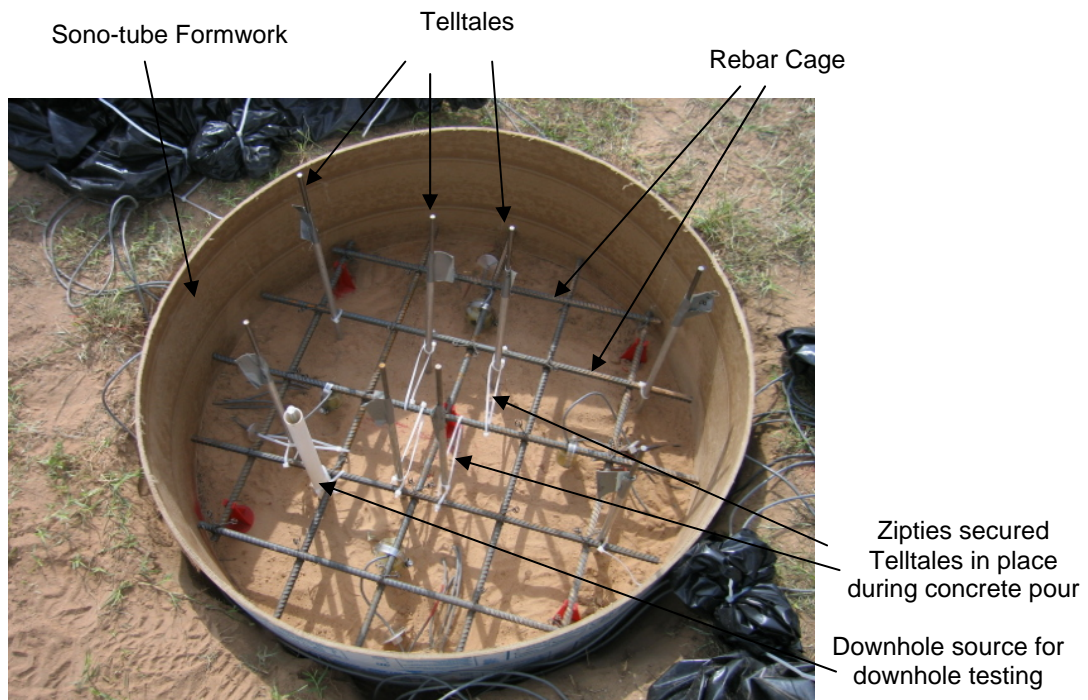 Telltales
Sono-tube Formwork
Rebar Cage
Zipties secured
Telltales in place
during concrete pour
Downhole source for
downhole testing